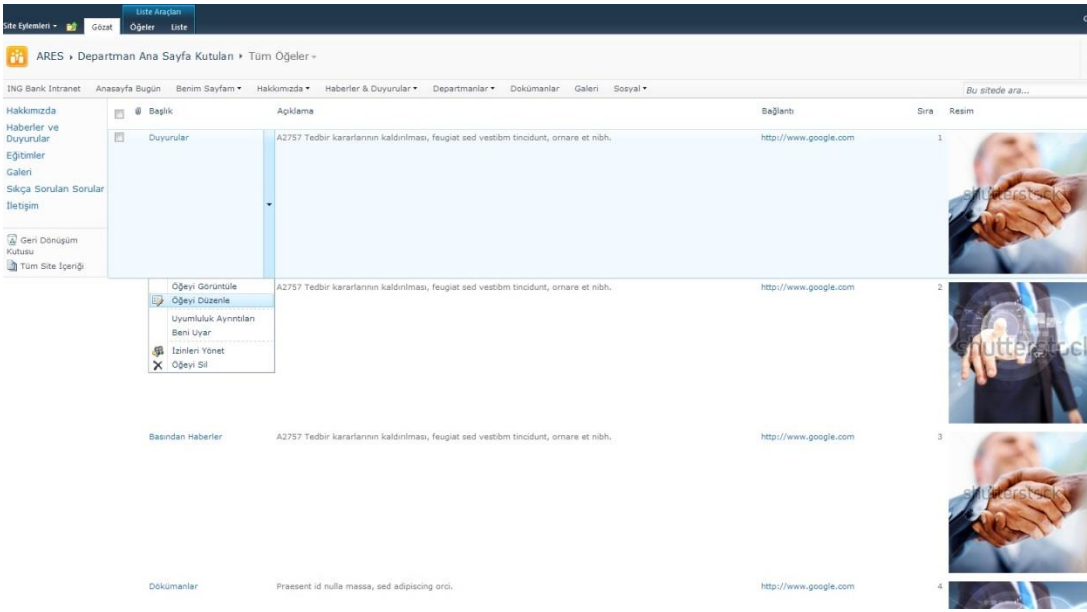 Liste Araçları
Site Eylemleri
Gözat
Öğeler
Liste
ARES › Departman Ana Sayfa Kutuları › Tüm Öğeler
ING Bank Intranet Anasayfa Bugün Benim Sayfam Hakkımızda Haberler & Duyurular Departmanlar Dokümanlar Galeri Sosyal
Bu sitede ara...
Hakkımızda
Haberler ve
Duyurular
Eğitimler
Galeri
Sıkça Sorulan Sorular
İletişim
Geri Dönüşüm
Kutusu
Tüm Site İçeriği
Başlık Açıklama Bağlantı Sıra Resim
Duyurular A2757 Tedbir kararlarının kaldırılması, feugiat sed vestibm tincidunt, ornare et nibh. http://www.google.com 1
shutterstock
Öğeyi Görüntüle
Öğeyi Düzenle
Uyumluluk Ayrıntıları
Beni Uyar
İzinleri Yönet
Öğeyi Sil
A2757 Tedbir kararlarının kaldırılması, feugiat sed vestibm tincidunt, ornare et nibh. http://www.google.com 2
shutterstock
Basından Haberler A2757 Tedbir kararlarının kaldırılması, feugiat sed vestibm tincidunt, ornare et nibh. http://www.google.com 3
shutterstock
Dökümanlar Praesent id nulla massa, sed adipiscing orci. http://www.google.com 4